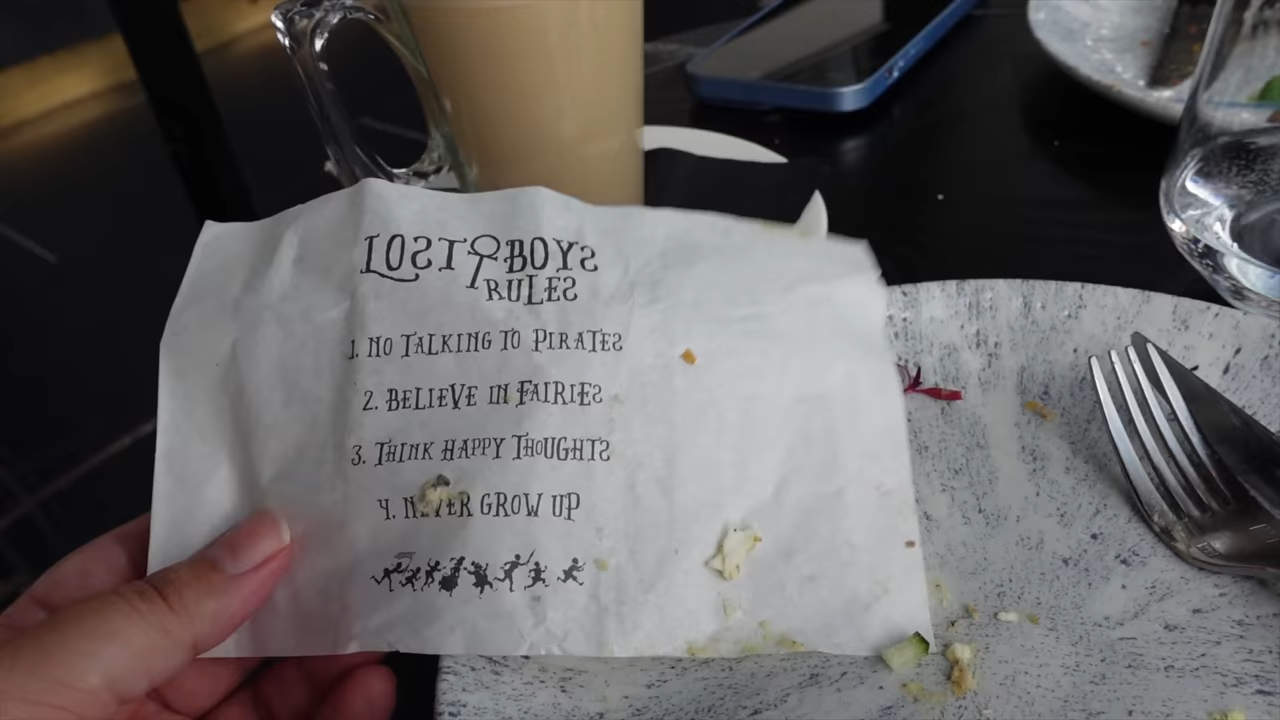 LOST BOYS
RULES
1. NO TALKING TO PIRATES
2. BELIEVE IN FAIRIES
3. THINK HAPPY THOUGHTS
4. NEVER GROW UP